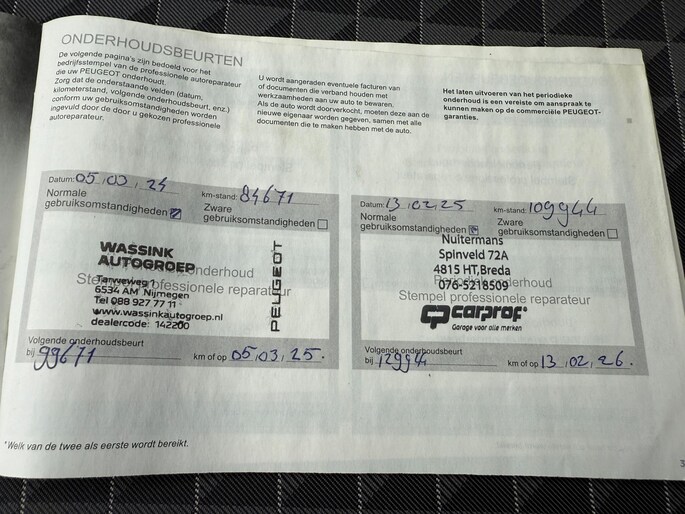 ONDERHOUDSBEURTEN
De volgende pagina's zijn bedoeld voor het
bedrijfsstempel van de professionele autoreparateur
die uw PEUGEOT onderhoudt.
Zorg dat de onderstaande velden (datum,
kilometerstand, volgende onderhoudsbeurt, enz.)
conform uw gebruiksomstandigheden worden
ingevuld door de door u gekozen professionele
autoreparateur.
U wordt aangeraden eventuele facturen van
of documenten die verband houden met
werkzaamheden aan uw auto te bewaren.
Als de auto wordt doorverkocht, moeten deze aan de
nieuwe eigenaar worden gegeven, samen met alle
documenten die te maken hebben met de auto.
Het laten uitvoeren van het periodieke
onderhoud is een vereiste om aanspraak te
kunnen maken op de commerciële PEUGEOT-
garanties.
Datum: 05.03.24 km-stand: 84671
Normale
gebruiksomstandigheden
Zware
gebruiksomstandigheden
WASSINK
AUTOGROEP
onderhoud
Stempel professionele reparateur
6534 AM Nijmegen
Tel 088 927 77 11
www.wassinkautogroep.nl
dealercode: 142200
PEUGEOT
Volgende onderhoudsbeurt
bij 99671 km of op 05.03.25.
Datum: 13.02.25 km-stand: 109944
Normale
gebruiksomstandigheden
Zware
gebruiksomstandigheden
Nuitermans
Spinveld 72A
4815 HT, Breda
076-5218509
onderhoud
Stempel professionele reparateur
carprof
Garage voor alle merken
Volgende onderhoudsbeurt
bij 129944 km of op 13.02.26.
*Welk van de twee als eerste wordt bereikt.